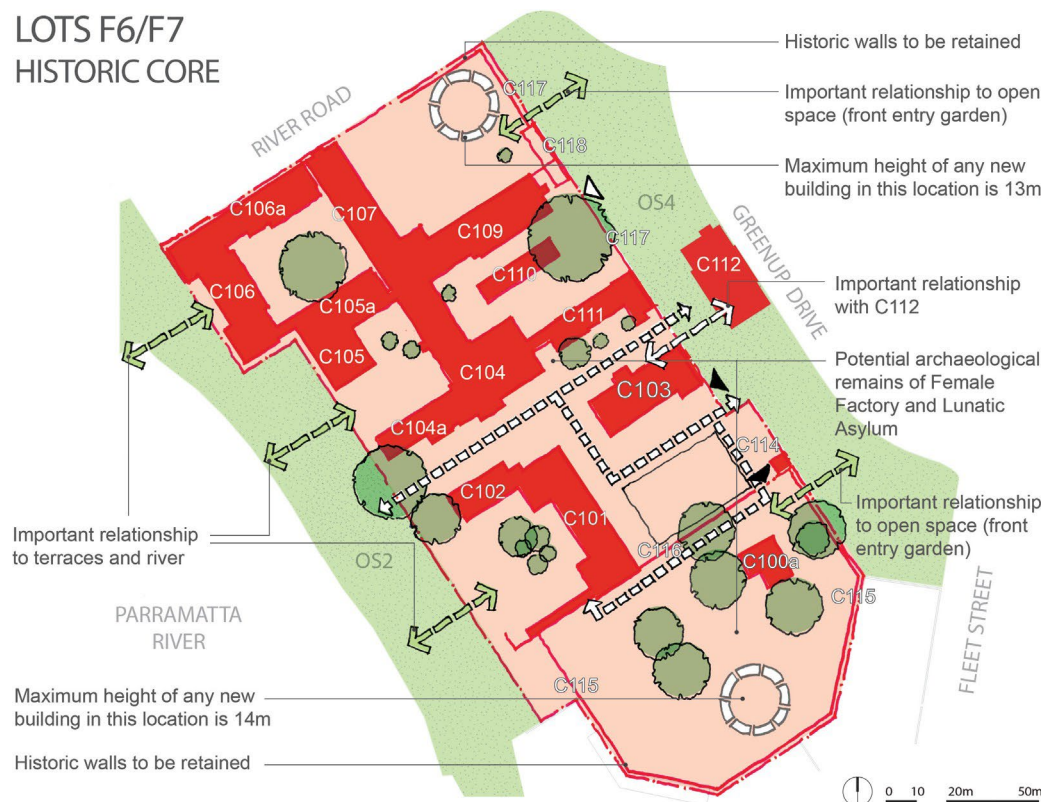 LOTS F6/F7
HISTORIC CORE
Historic walls to be retained
Important relationship to open
space (front entry garden)
Maximum height of any new
building in this location is 13m
Important relationship
with C112
Potential archaeological
remains of Female
Factory and Lunatic
Asylum
Important relationship
to open space (front
entry garden)
Important relationship
to terraces and river
Maximum height of any new
building in this location is 14m
Historic walls to be retained
RIVER ROAD
GREENUP DRIVE
FLEET STREET
PARRAMATTA
RIVER
OS4
OS2
C117
C118
C106a
C107
C109
C117
C110
C112
C106
C105a
C111
C105
C104
C103
C104a
C114
C102
C101
C116
C100a
C115
C115
0 10 20m 50m